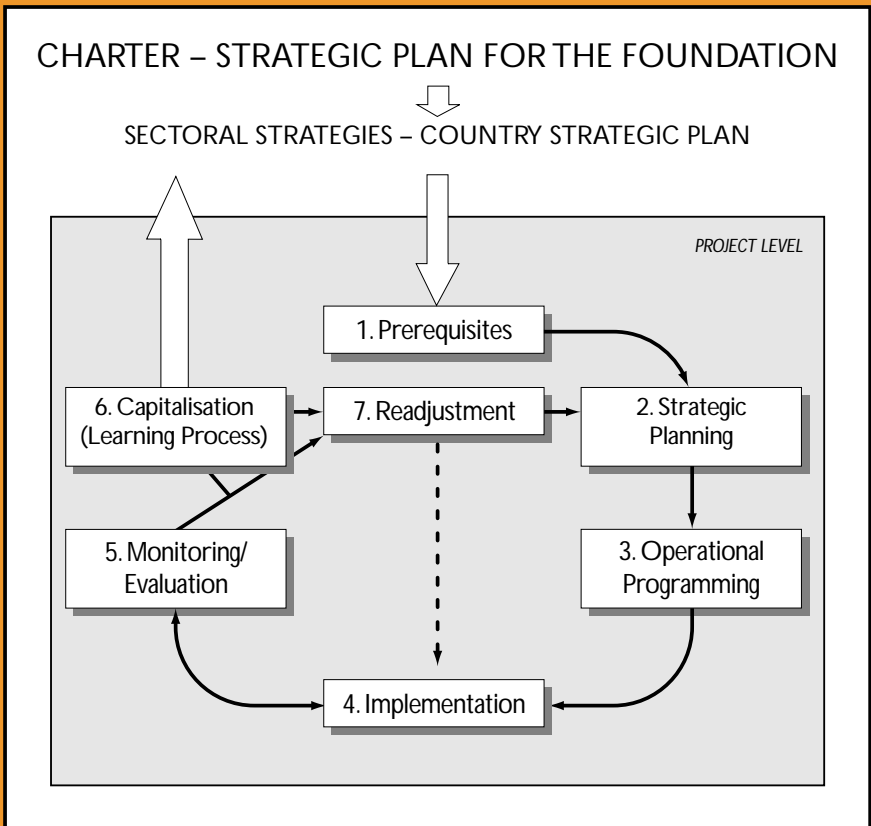 CHARTER – STRATEGIC PLAN FOR THE FOUNDATION
SECTORAL STRATEGIES – COUNTRY STRATEGIC PLAN
PROJECT LEVEL
1. Prerequisites
6. Capitalisation
(Learning Process)
7. Readjustment
2. Strategic
Planning
5. Monitoring/
Evaluation
3. Operational
Programming
4. Implementation